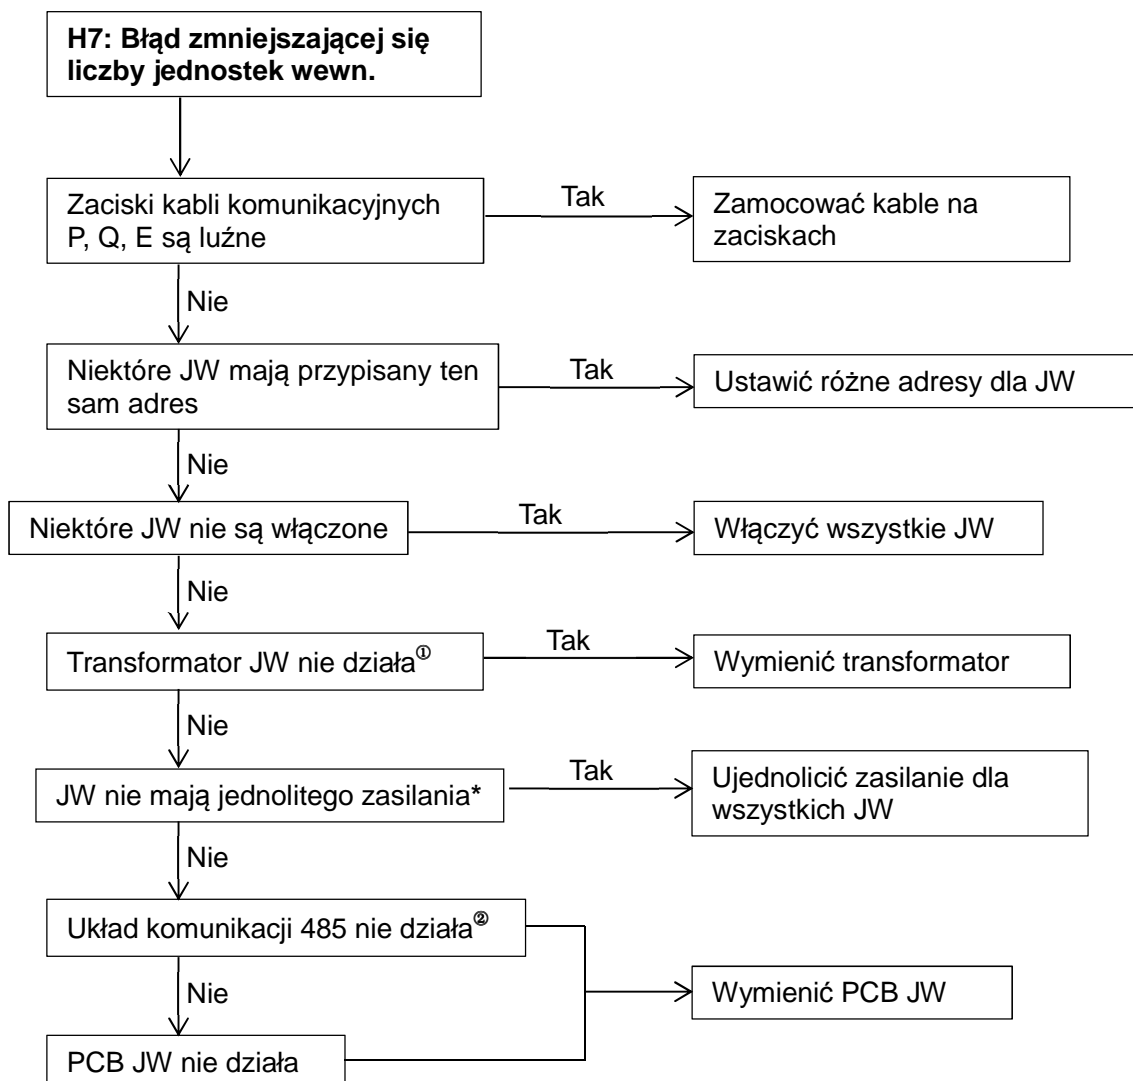 H7: Błąd zmniejszającej się
liczby jednostek wewn.
Zaciski kabli komunikacyjnych
P, Q, E są luźne
Tak
Zamocować kable na
zaciskach
Nie
Niektóre JW mają przypisany ten
sam adres
Tak
Ustawić różne adresy dla JW
Nie
Niektóre JW nie są włączone
Tak
Włączyć wszystkie JW
Nie
Transformator JW nie działa①
Tak
Wymienić transformator
Nie
JW nie mają jednolitego zasilania*
Tak
Ujednolicić zasilanie dla
wszystkich JW
Nie
Układ komunikacji 485 nie działa②
Wymienić PCB JW
Nie
PCB JW nie działa